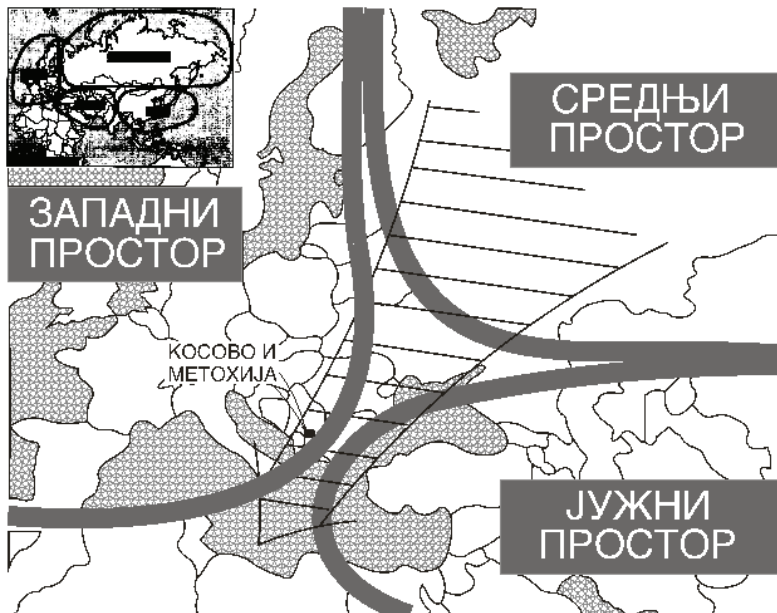 СРЕДЊИ
ПРОСТОР
ЗАПАДНИ
ПРОСТОР
КОСОВО И
МЕТОХИЈА
ЈУЖНИ
ПРОСТОР